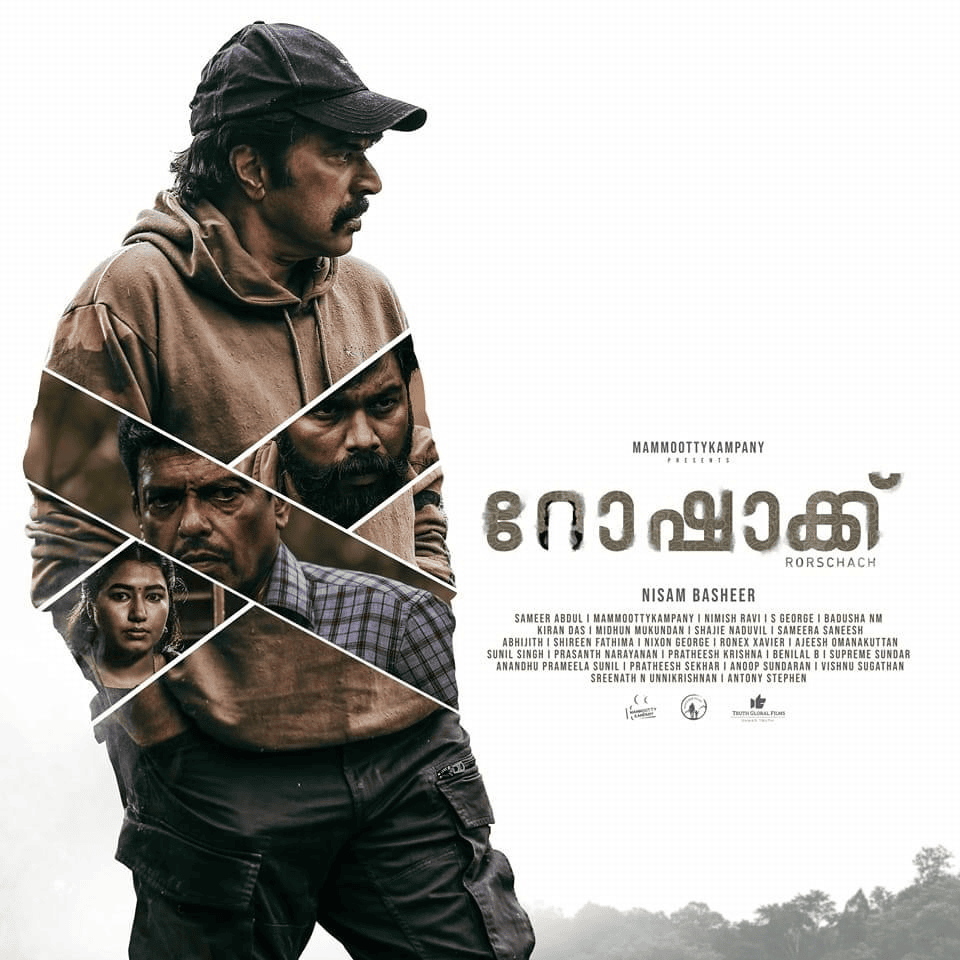 MAMMOOTTYKAMPANY
PRESENTS
റോഷാക്ക്
RORSCHACH
NISAM BASHEER
SAMEER ABDUL I MAMMOOTTYKAMPANY I NIMISH RAVI I S GEORGE I BADUSHA NM
KIRAN DAS I MIDHUN MUKUNDAN I SHAJIE NADUVIL I SAMEERA SANEESH
ABHIJITH I SHIREEN FATHIMA I NIXON GEORGE I RONEX XAVIER I AJEESH OMANAKUTTAN
SUNIL SINGH I PRASANTH NARAYANAN I PRATHEESH KRISHNA I BENILAL B I SUPREME SUNDAR
ANANDHU PRAMEELA SUNIL I PRATHEESH SEKHAR I ANOOP SUNDARAN I VISHNU SUGATHAN
SREENATH N UNNIKRISHNAN I ANTONY STEPHEN
MAMMOOTTY
KAMPANY
TRUTH GLOBAL FILMS